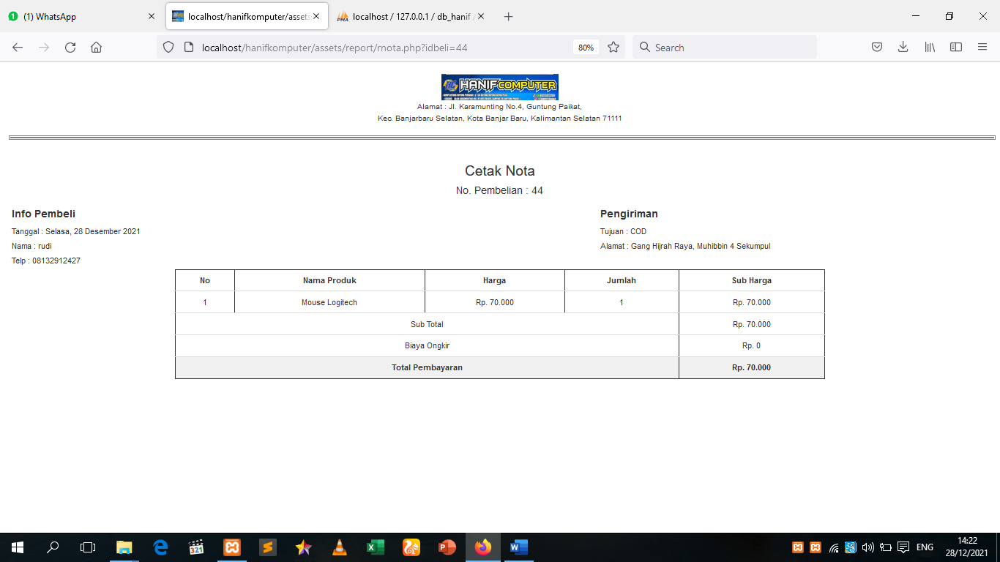 (1) WhatsApp
localhost/hanifkomputer/assets
localhost / 127.0.0.1 / db_hanif
localhost/hanifkomputer/assets/report/rnota.php?idbeli=44
80%
Search
HANIFCOMPUTER
Alamat : Jl. Karamunting No.4, Guntung Paikat,
Kec. Banjarbaru Selatan, Kota Banjar Baru, Kalimantan Selatan 71111
Cetak Nota
No. Pembelian : 44
Info Pembeli
Tanggal : Selasa, 28 Desember 2021
Nama : rudi
Telp : 08132912427
Pengiriman
Tujuan : COD
Alamat : Gang Hijrah Raya, Muhibbin 4 Sekumpul
No Nama Produk Harga Jumlah Sub Harga
1 Mouse Logitech Rp. 70.000 1 Rp. 70.000
Sub Total Rp. 70.000
Biaya Ongkir Rp. 0
Total Pembayaran Rp. 70.000
ENG
14:22
28/12/2021